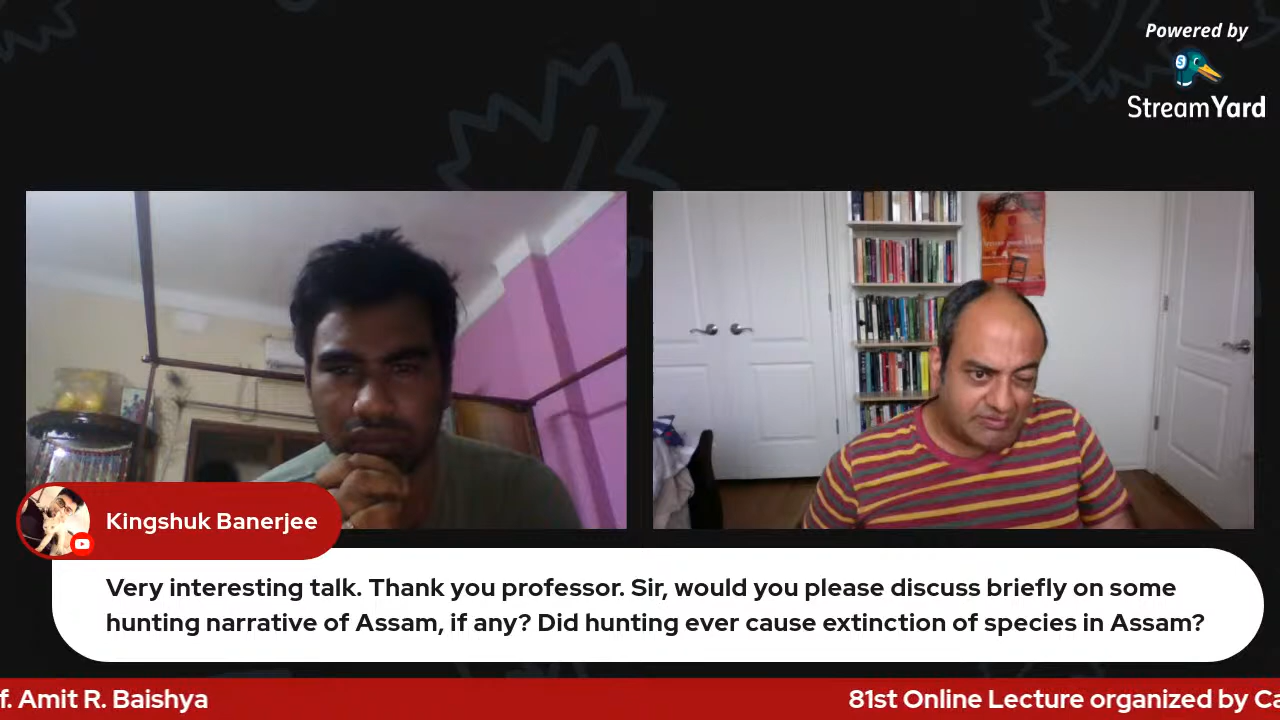 Powered by
StreamYard
Kingshuk Banerjee
Very interesting talk. Thank you professor. Sir, would you please discuss briefly on some
hunting narrative of Assam, if any? Did hunting ever cause extinction of species in Assam?
f. Amit R. Baishya
81st Online Lecture organized by Ca